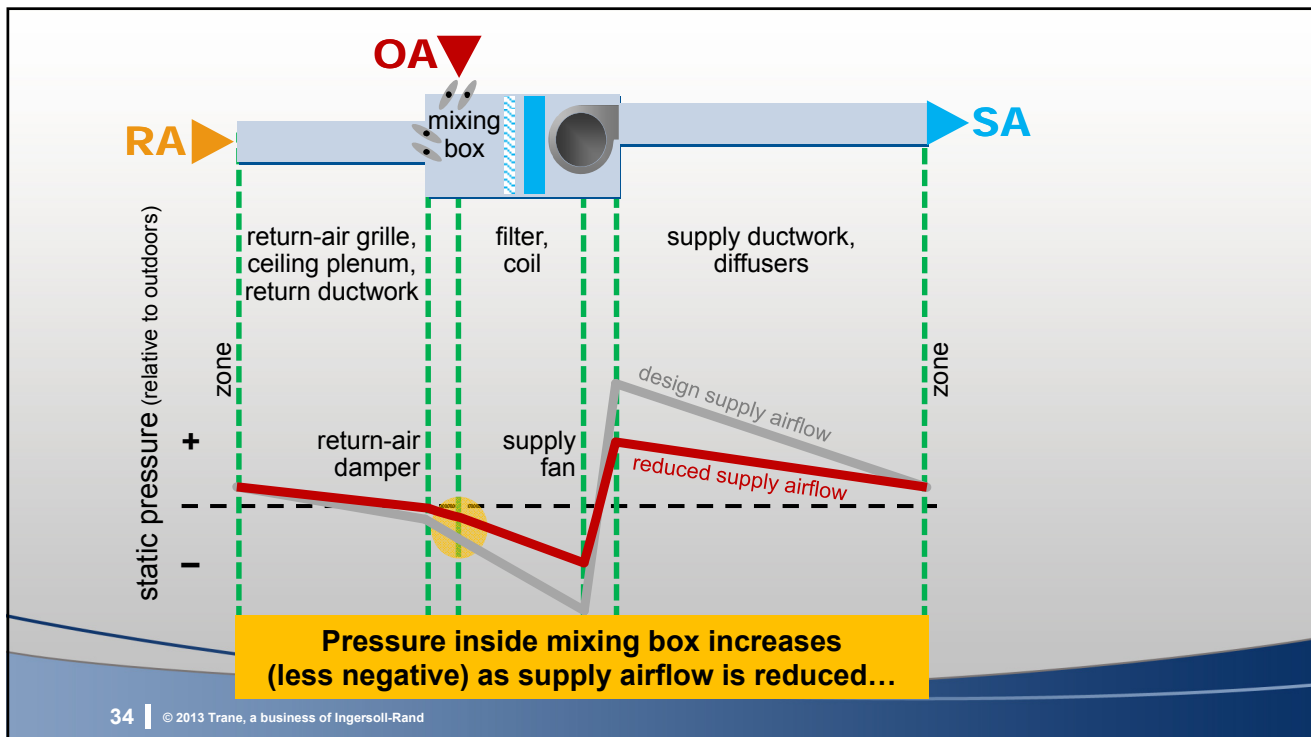 OA
RA
mixing
box
SA
return-air grille,
ceiling plenum,
return ductwork
filter,
coil
supply ductwork,
diffusers
static pressure (relative to outdoors)
zone
zone
design supply airflow
+
return-air
damper
supply
fan
reduced supply airflow
–
Pressure inside mixing box increases
(less negative) as supply airflow is reduced…
34 © 2013 Trane, a business of Ingersoll-Rand